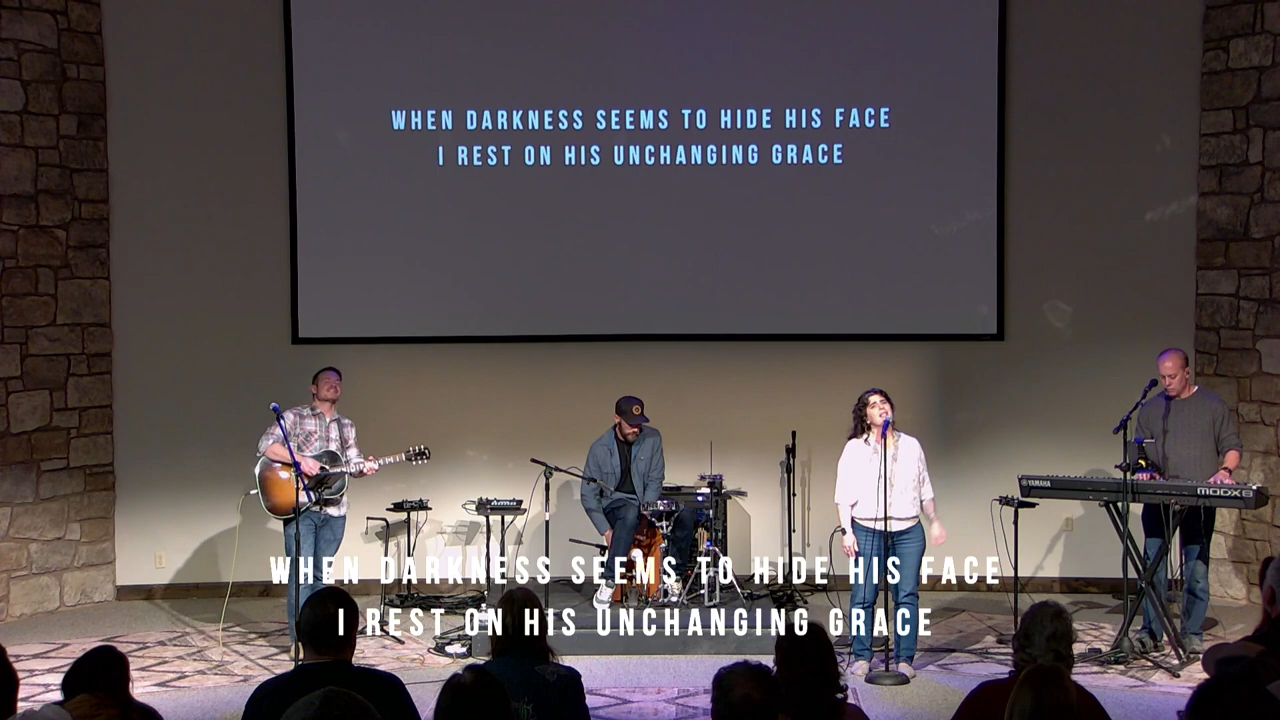 WHEN DARKNESS SEEMS TO HIDE HIS FACE
I REST ON HIS UNCHANGING GRACE
YAMAHA
MODX8
WHEN DARKNESS SEEMS TO HIDE HIS FACE
I REST ON HIS UNCHANGING GRACE